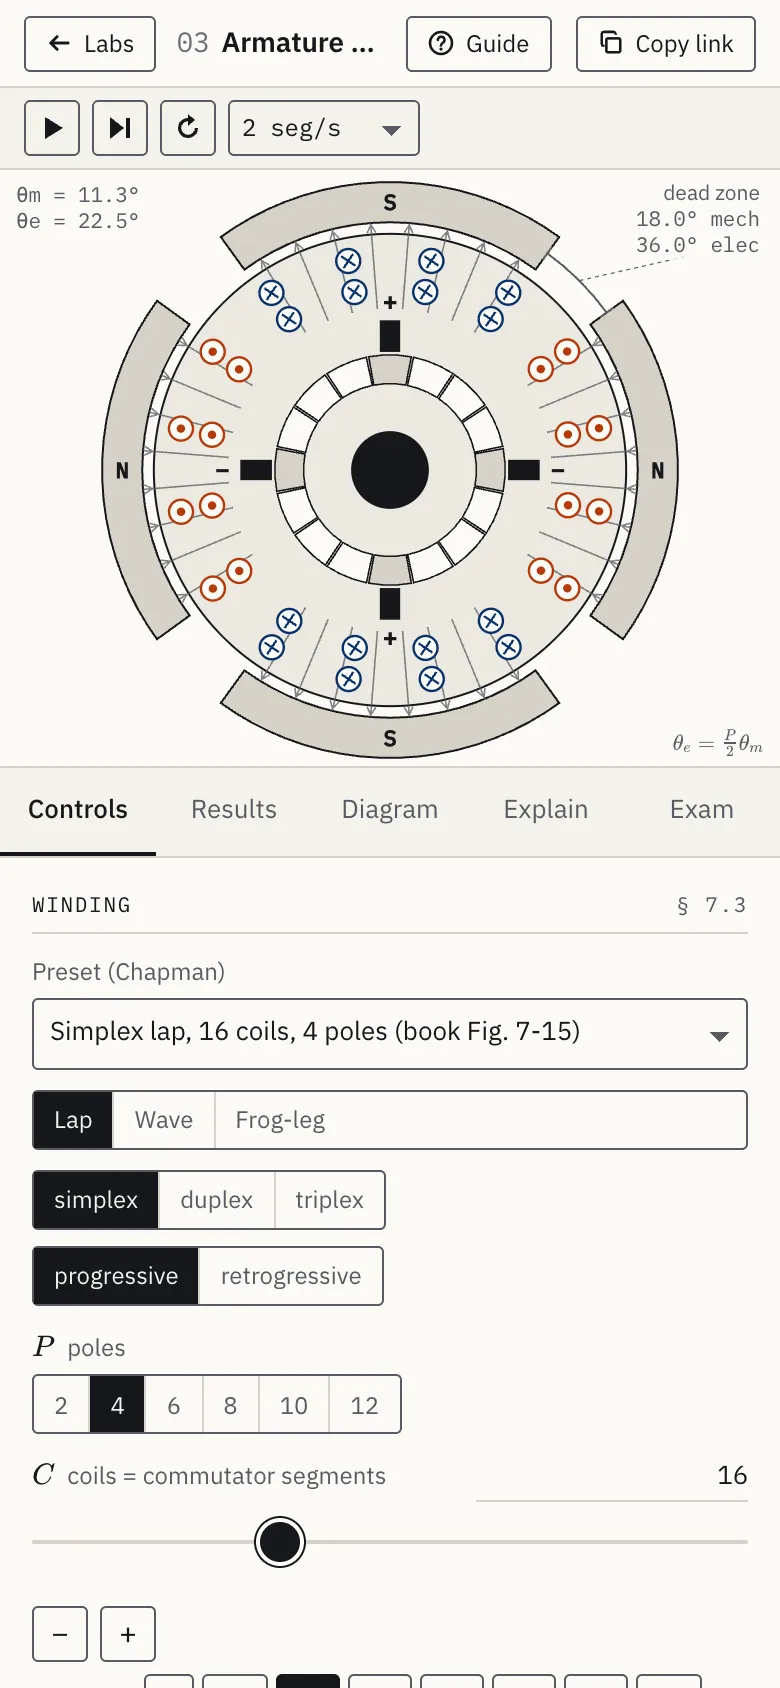 ← Labs
03 Armature ...
Guide
Copy link
2 seg/s
θm = 11.3°
θe = 22.5°
dead zone
18.0° mech
36.0° elec
S
+
N
−
−
N
+
S
θe = P/2 θm
Controls
Results
Diagram
Explain
Exam
WINDING
§ 7.3
Preset (Chapman)
Simplex lap, 16 coils, 4 poles (book Fig. 7-15)
Lap
Wave
Frog-leg
simplex
duplex
triplex
progressive
retrogressive
P poles
2
4
6
8
10
12
C coils = commutator segments
16
−
+